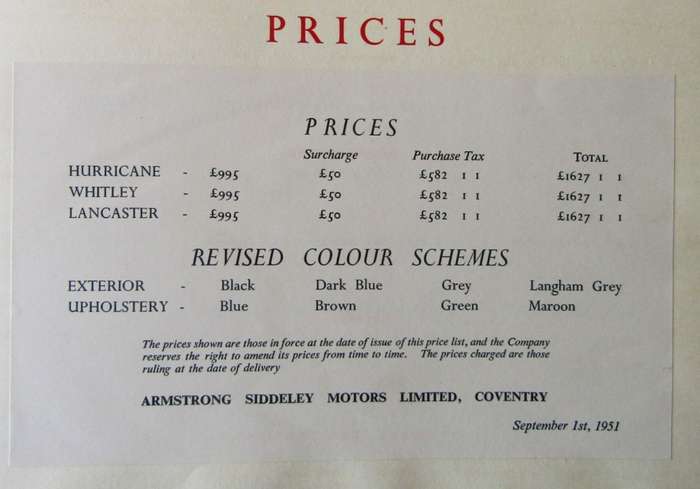 PRICES
PRICES
Surcharge Purchase Tax TOTAL
HURRICANE - £995 £50 £582 1 1 £1627 1 1
WHITLEY - £995 £50 £582 1 1 £1627 1 1
LANCASTER - £995 £50 £582 1 1 £1627 1 1
REVISED COLOUR SCHEMES
EXTERIOR - Black Dark Blue Grey Langham Grey
UPHOLSTERY - Blue Brown Green Maroon
The prices shown are those in force at the date of issue of this price list, and the Company
reserves the right to amend its prices from time to time. The prices charged are those
ruling at the date of delivery
ARMSTRONG SIDDELEY MOTORS LIMITED, COVENTRY
September 1st, 1951